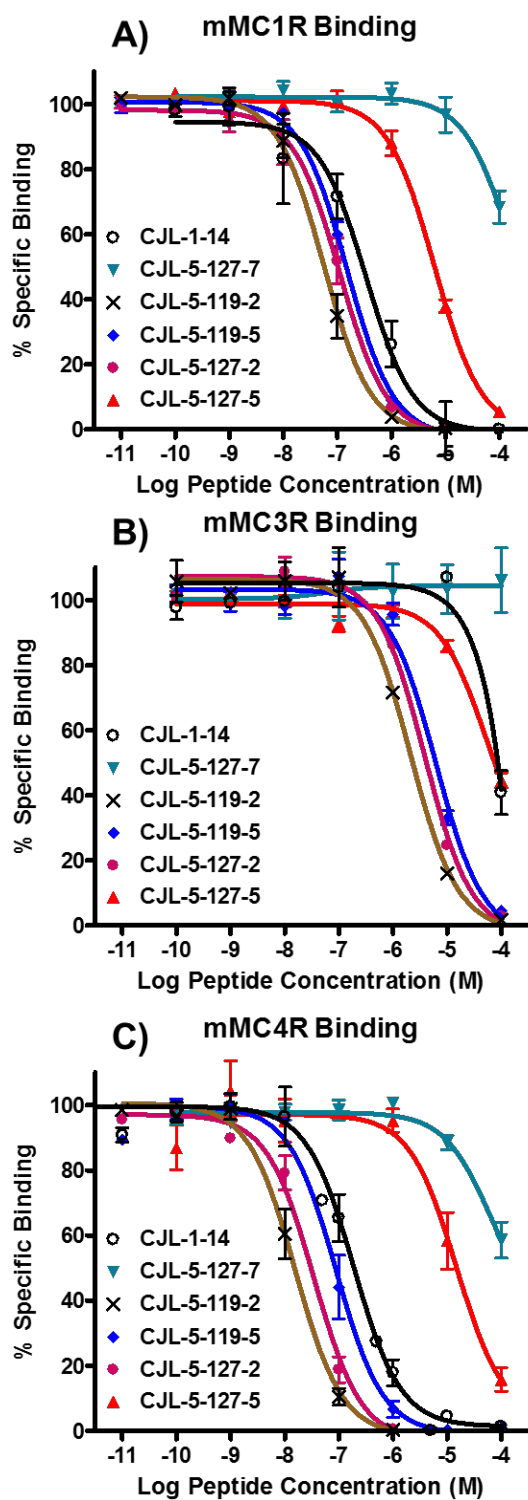 A) mMC1R Binding
100
80
60
40
20
0
% Specific Binding
CJL-1-14
CJL-5-127-7
CJL-5-119-2
CJL-5-119-5
CJL-5-127-2
CJL-5-127-5
-11 -10 -9 -8 -7 -6 -5 -4
Log Peptide Concentration (M)
B) mMC3R Binding
100
80
60
40
20
0
% Specific Binding
CJL-1-14
CJL-5-127-7
CJL-5-119-2
CJL-5-119-5
CJL-5-127-2
CJL-5-127-5
-11 -10 -9 -8 -7 -6 -5 -4
Log Peptide Concentration (M)
C) mMC4R Binding
100
80
60
40
20
0
% Specific Binding
CJL-1-14
CJL-5-127-7
CJL-5-119-2
CJL-5-119-5
CJL-5-127-2
CJL-5-127-5
-11 -10 -9 -8 -7 -6 -5 -4
Log Peptide Concentration (M)